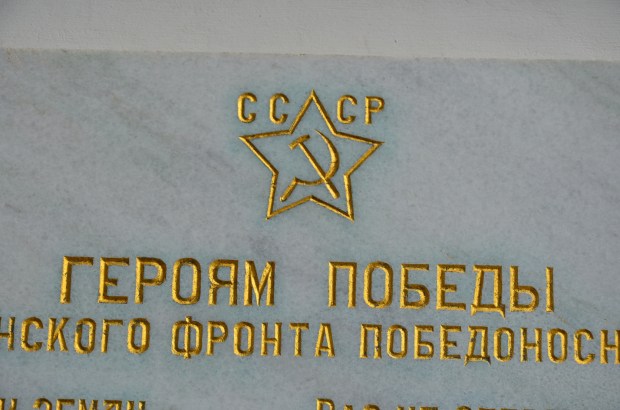 СССР
ГЕРОЯМ ПОБЕДЫ
НСКОГО ФРОНТА ПОБЕДОНОСН